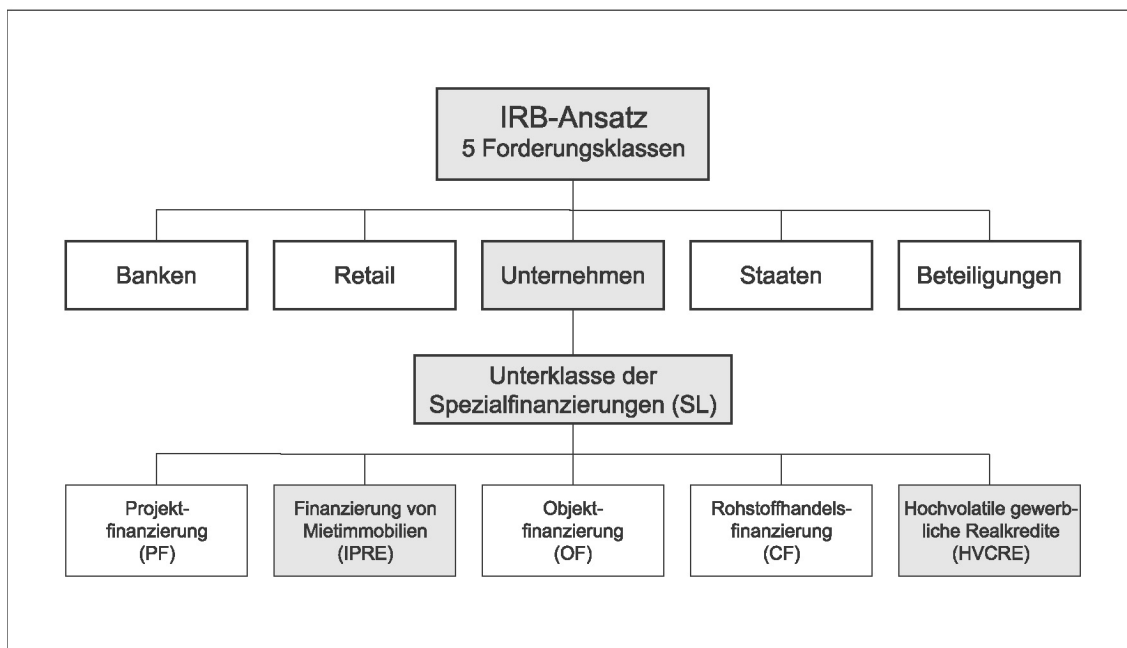 IRB-Ansatz
5 Forderungsklassen
Banken
Retail
Unternehmen
Staaten
Beteiligungen
Unterklasse der
Spezialfinanzierungen (SL)
Projekt-
finanzierung
(PF)
Finanzierung von
Mietimmobilien
(IPRE)
Objekt-
finanzierung
(OF)
Rohstoffhandels-
finanzierung
(CF)
Hochvolatile gewerb-
liche Realkredite
(HVCRE)